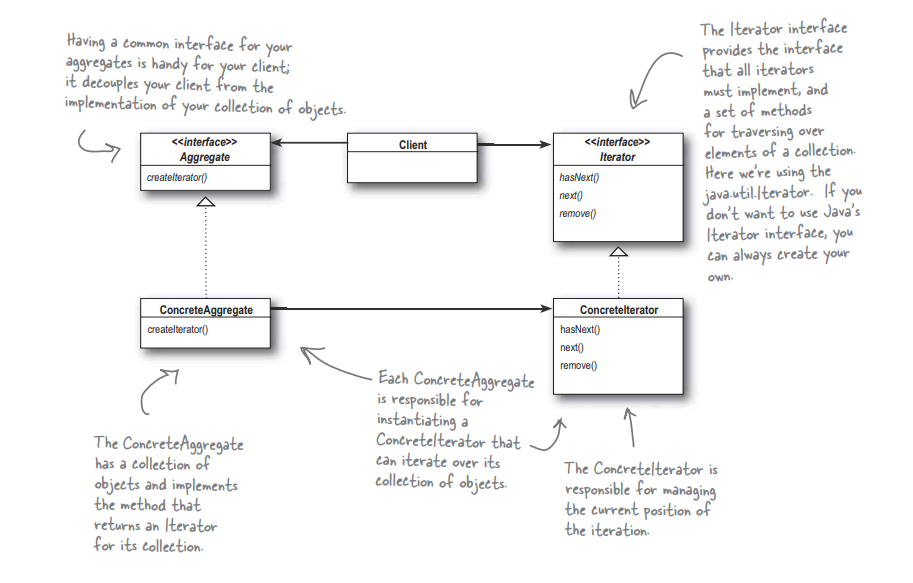 Having a common interface for your
aggregates is handy for your client;
it decouples your client from the
implementation of your collection of objects.
The Iterator interface
provides the interface
that all iterators
must implement, and
a set of methods
for traversing over
elements of a collection.
Here we're using the
java.util.Iterator. If you
don't want to use Java's
Iterator interface, you
can always create your
own.
<<interface>>
Aggregate
createIterator()
Client
<<interface>>
Iterator
hasNext()
next()
remove()
ConcreteAggregate
createIterator()
ConcreteIterator
hasNext()
next()
remove()
Each ConcreteAggregate
is responsible for
instantiating a
ConcreteIterator that
can iterate over its
collection of objects.
The ConcreteAggregate
has a collection of
objects and implements
the method that
returns an Iterator
for its collection.
The ConcreteIterator is
responsible for managing
the current position of
the iteration.